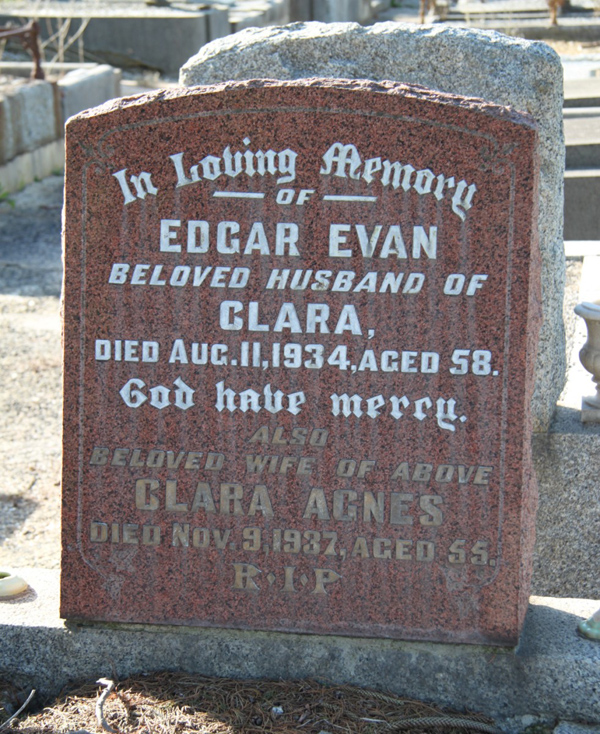 In Loving Memory
OF
EDGAR EVAN
BELOVED HUSBAND OF
CLARA,
DIED AUG. 11, 1934, AGED 58.
God have mercy.
ALSO
BELOVED WIFE OF ABOVE
CLARA AGNES
DIED NOV. 9, 1937, AGED 55.
R·I·P